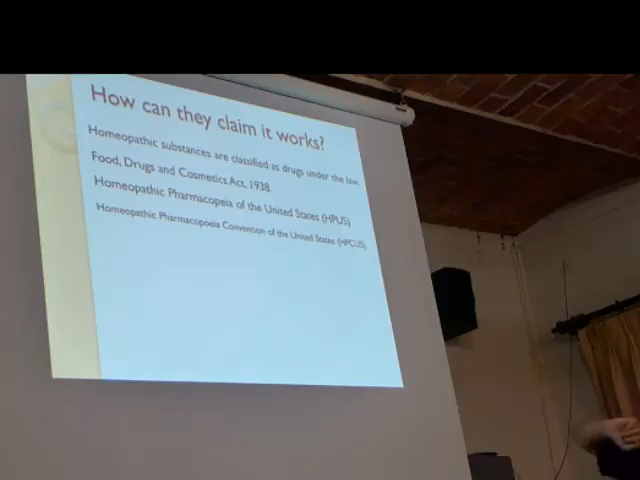 How can they claim it works?
Homeopathic substances are classified as drugs under the law.
Food, Drugs and Cosmetics Act, 1938.
Homeopathic Pharmacopeia of the United States (HPUS)
Homeopathic Pharmacopoeia Convention of the United States (HPCUS)